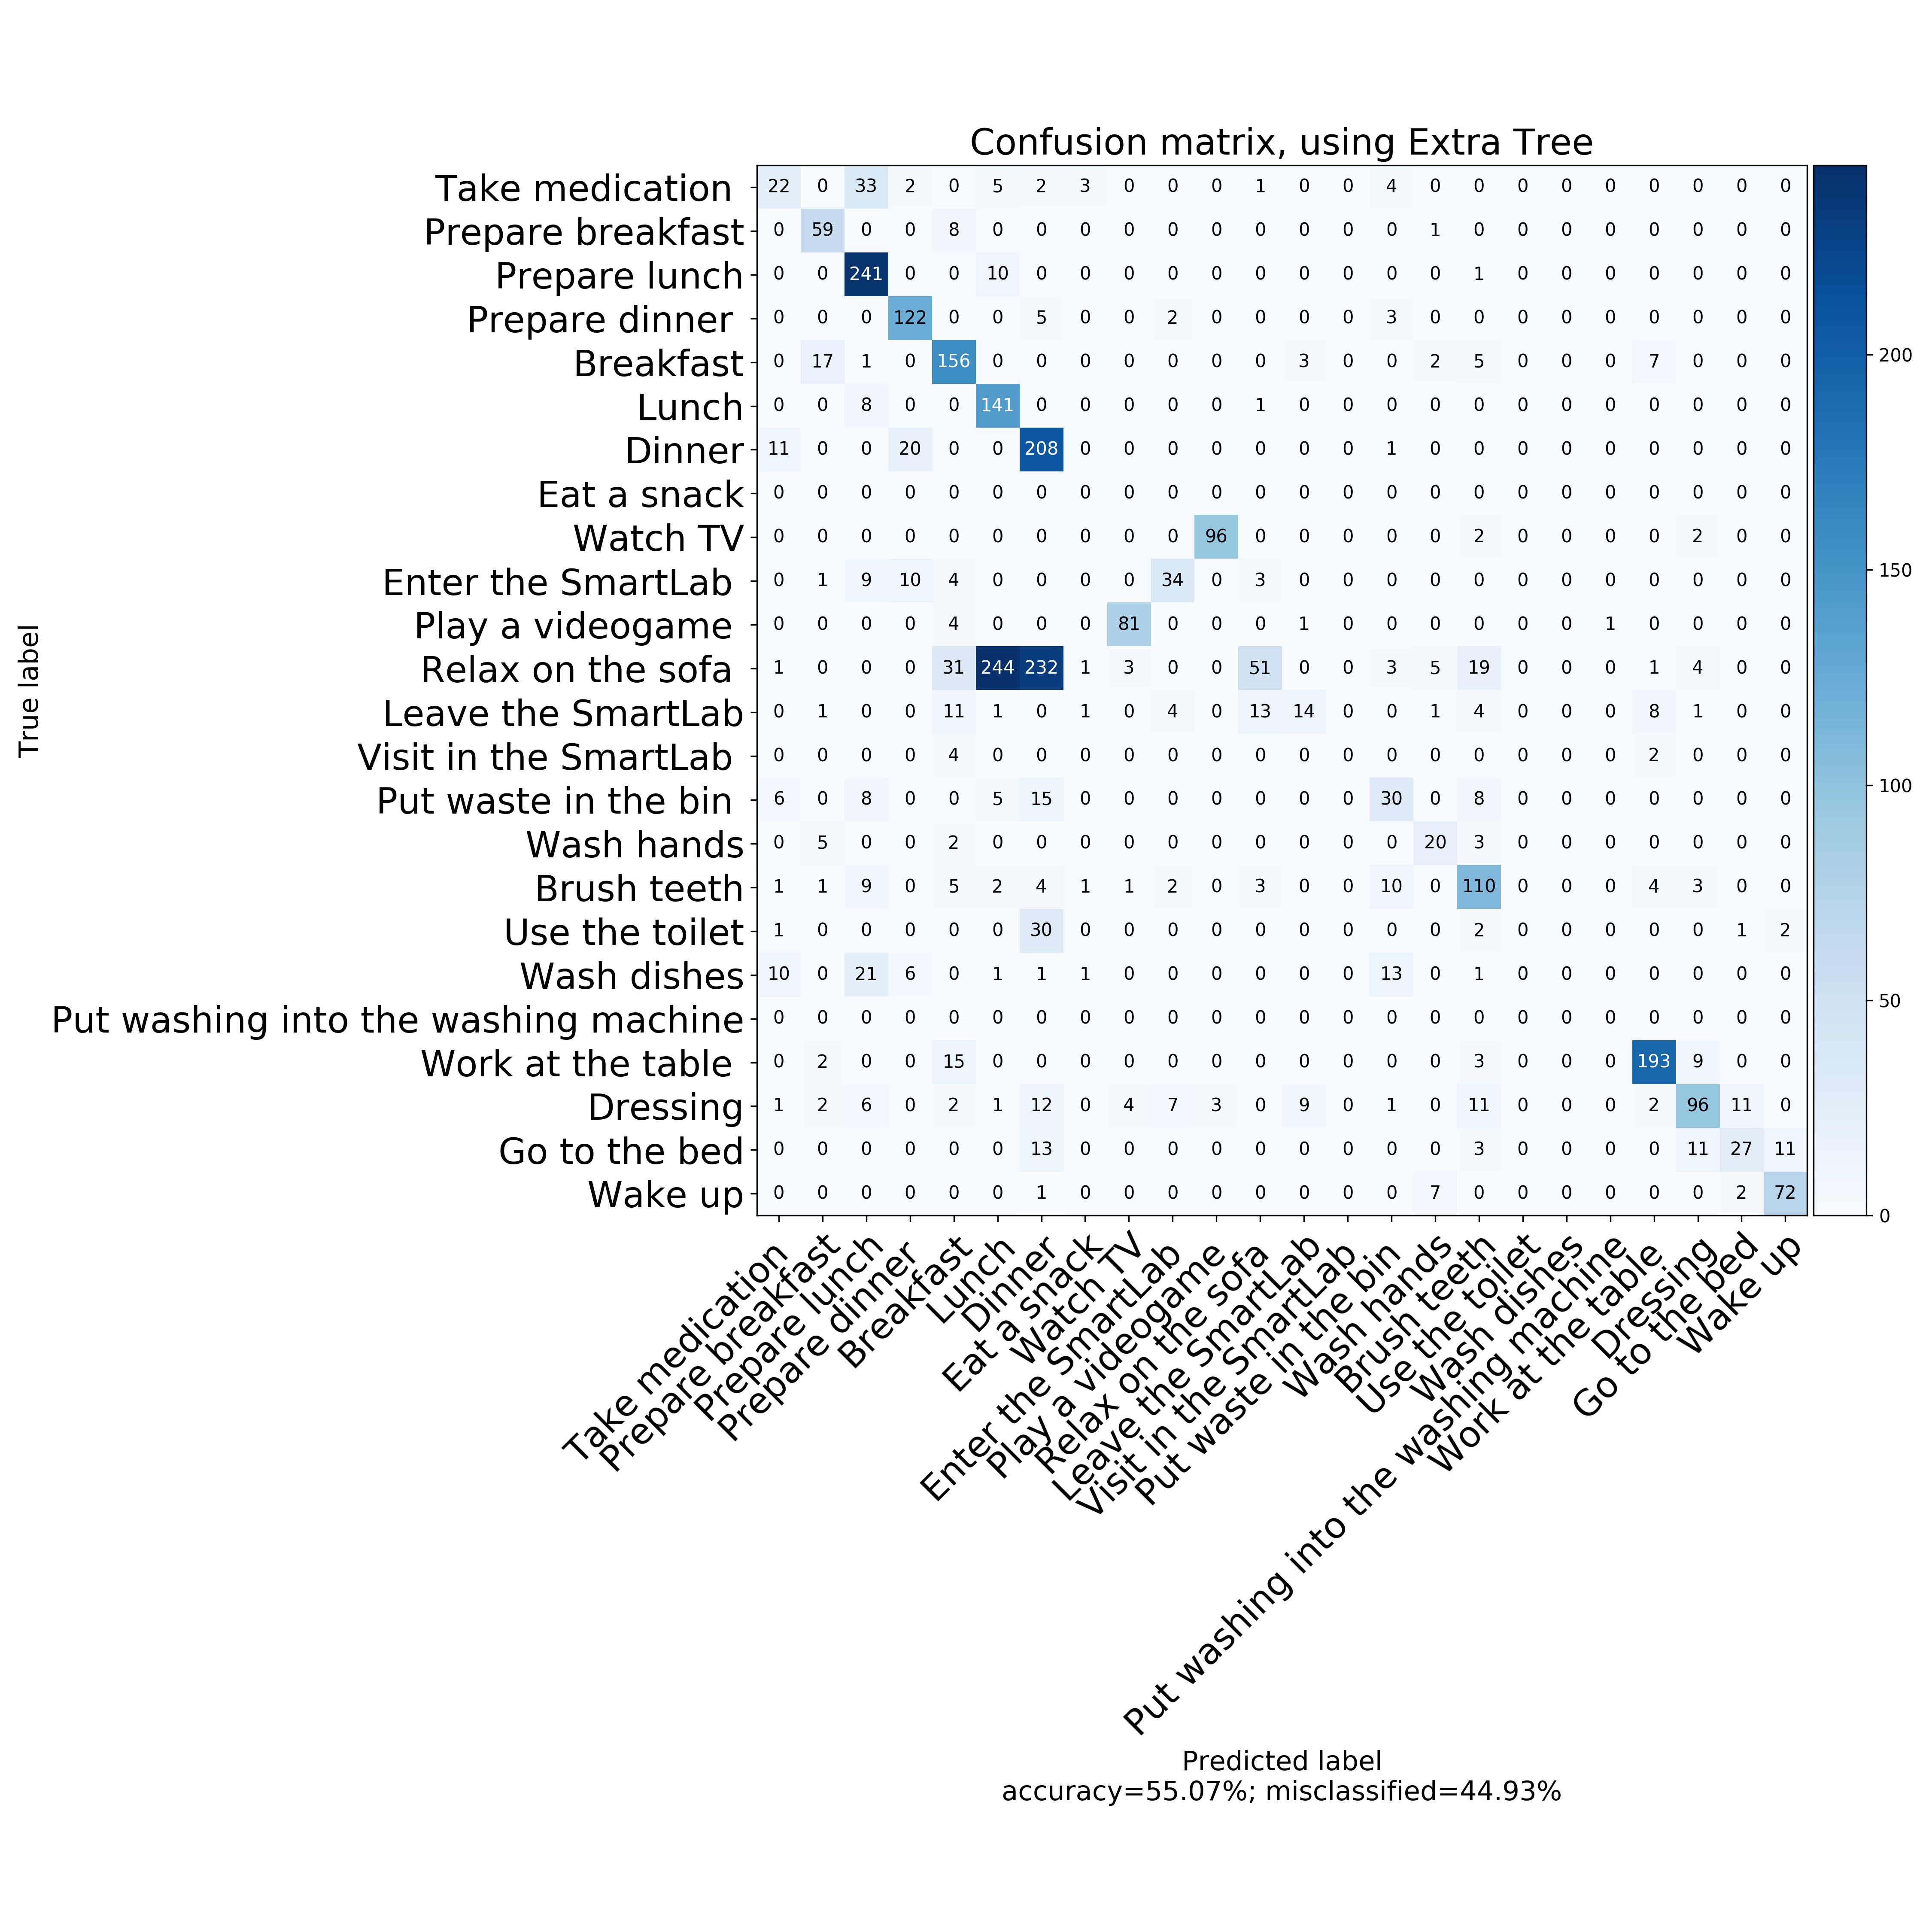 Confusion matrix, using Extra Tree
True label
Take medication 22 0 33 2 0 5 2 3 0 0 0 1 0 0 4 0 0 0 0 0 0 0 0 0
Prepare breakfast 0 59 0 0 8 0 0 0 0 0 0 0 0 0 0 1 0 0 0 0 0 0 0 0
Prepare lunch 0 0 241 0 0 10 0 0 0 0 0 0 0 0 0 0 1 0 0 0 0 0 0 0
Prepare dinner 0 0 0 122 0 0 5 0 0 2 0 0 0 0 3 0 0 0 0 0 0 0 0 0
Breakfast 0 17 1 0 156 0 0 0 0 0 0 0 3 0 0 2 5 0 0 0 7 0 0 0
Lunch 0 0 8 0 0 141 0 0 0 0 0 1 0 0 0 0 0 0 0 0 0 0 0 0
Dinner 11 0 0 20 0 0 208 0 0 0 0 0 0 0 1 0 0 0 0 0 0 0 0 0
Eat a snack 0 0 0 0 0 0 0 0 0 0 0 0 0 0 0 0 0 0 0 0 0 0 0 0
Watch TV 0 0 0 0 0 0 0 0 0 0 96 0 0 0 0 0 2 0 0 0 0 2 0 0
Enter the SmartLab 0 1 9 10 4 0 0 0 0 34 0 3 0 0 0 0 0 0 0 0 0 0 0 0
Play a videogame 0 0 0 0 4 0 0 0 81 0 0 0 1 0 0 0 0 0 0 1 0 0 0 0
Relax on the sofa 1 0 0 0 31 244 232 1 3 0 0 51 0 0 3 5 19 0 0 0 1 4 0 0
Leave the SmartLab 0 1 0 0 11 1 0 1 0 4 0 13 14 0 0 1 4 0 0 0 8 1 0 0
Visit in the SmartLab 0 0 0 0 4 0 0 0 0 0 0 0 0 0 0 0 0 0 0 0 2 0 0 0
Put waste in the bin 6 0 8 0 0 5 15 0 0 0 0 0 0 0 30 0 8 0 0 0 0 0 0 0
Wash hands 0 5 0 0 2 0 0 0 0 0 0 0 0 0 0 20 3 0 0 0 0 0 0 0
Brush teeth 1 1 9 0 5 2 4 1 1 2 0 3 0 0 10 0 110 0 0 0 4 3 0 0
Use the toilet 1 0 0 0 0 0 30 0 0 0 0 0 0 0 0 0 2 0 0 0 0 0 1 2
Wash dishes 10 0 21 6 0 1 1 1 0 0 0 0 0 0 13 0 1 0 0 0 0 0 0 0
Put washing into the washing machine 0 0 0 0 0 0 0 0 0 0 0 0 0 0 0 0 0 0 0 0 0 0 0 0
Work at the table 0 2 0 0 15 0 0 0 0 0 0 0 0 0 0 0 3 0 0 0 193 9 0 0
Dressing 1 2 6 0 2 1 12 0 4 7 3 0 9 0 1 0 11 0 0 0 2 96 11 0
Go to the bed 0 0 0 0 0 0 13 0 0 0 0 0 0 0 0 0 3 0 0 0 0 11 27 11
Wake up 0 0 0 0 0 0 1 0 0 0 0 0 0 0 0 7 0 0 0 0 0 0 2 72
200
150
100
50
0
Take medication
Prepare breakfast
Prepare lunch
Prepare dinner
Breakfast
Lunch
Dinner
Eat a snack
Watch TV
Enter the SmartLab
Play a videogame
Relax on the sofa
Leave the SmartLab
Visit in the SmartLab
Put waste in the bin
Wash hands
Brush teeth
Use the toilet
Wash dishes
Put washing into the washing machine
Work at the table
Dressing
Go to the bed
Wake up
Predicted label
accuracy=55.07%; misclassified=44.93%